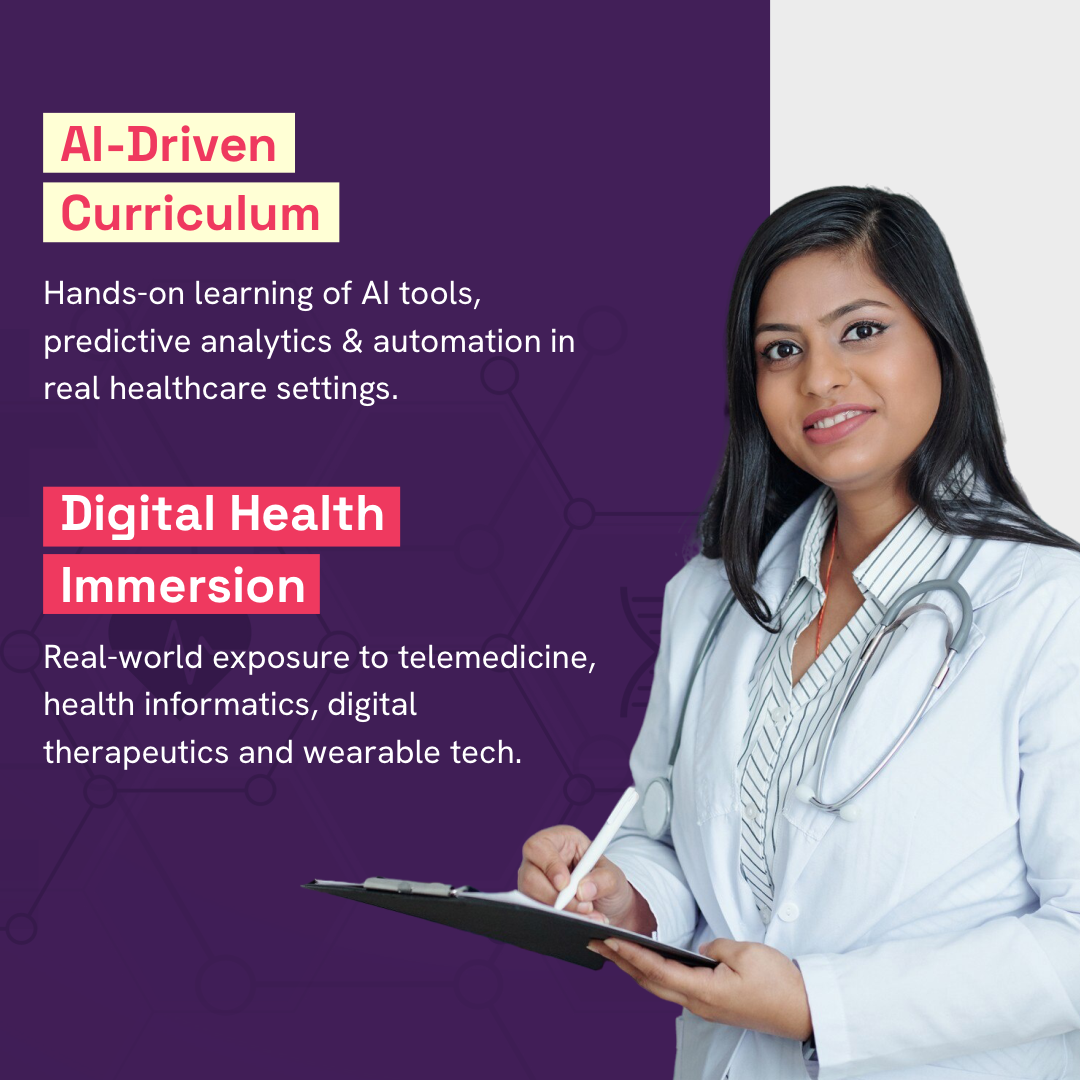 AI-Driven
Curriculum
Hands-on learning of AI tools,
predictive analytics & automation in
real healthcare settings.
Digital Health
Immersion
Real-world exposure to telemedicine,
health informatics, digital
therapeutics and wearable tech.